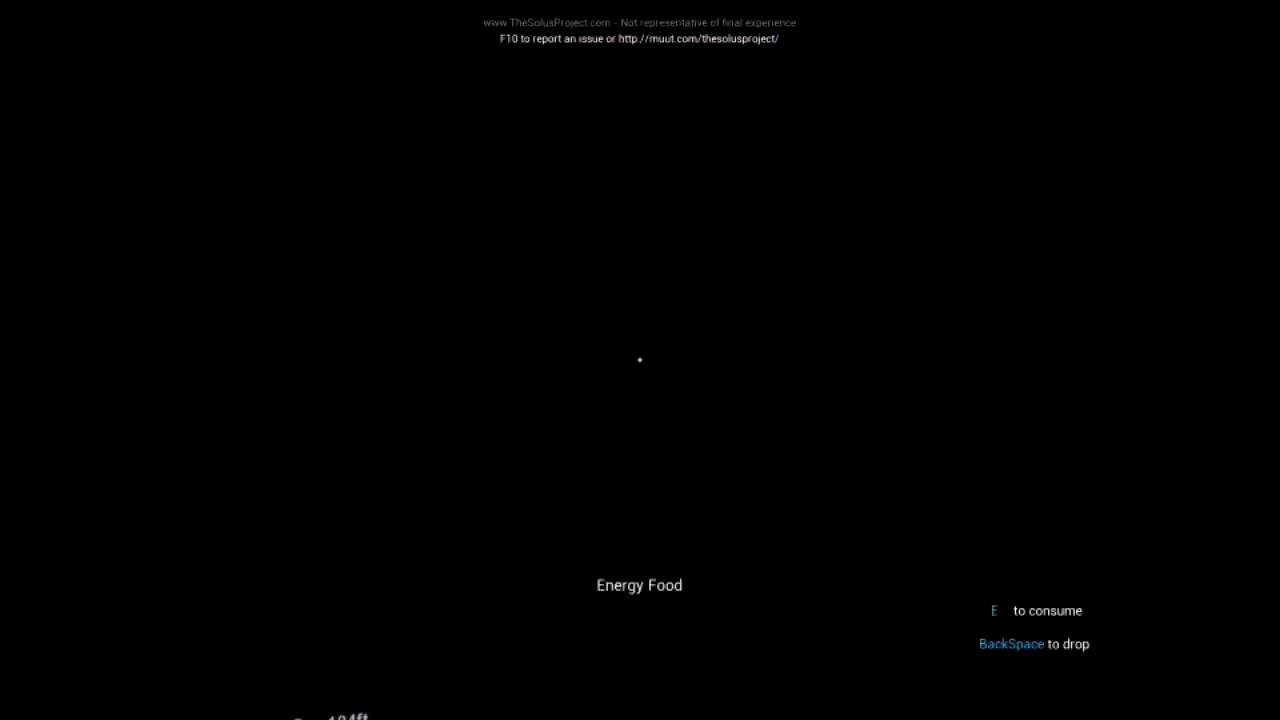 www.TheSolusProject.com - Not representative of final experience
F10 to report an issue or http://muut.com/thesolusproject/
Energy Food
E to consume
BackSpace to drop